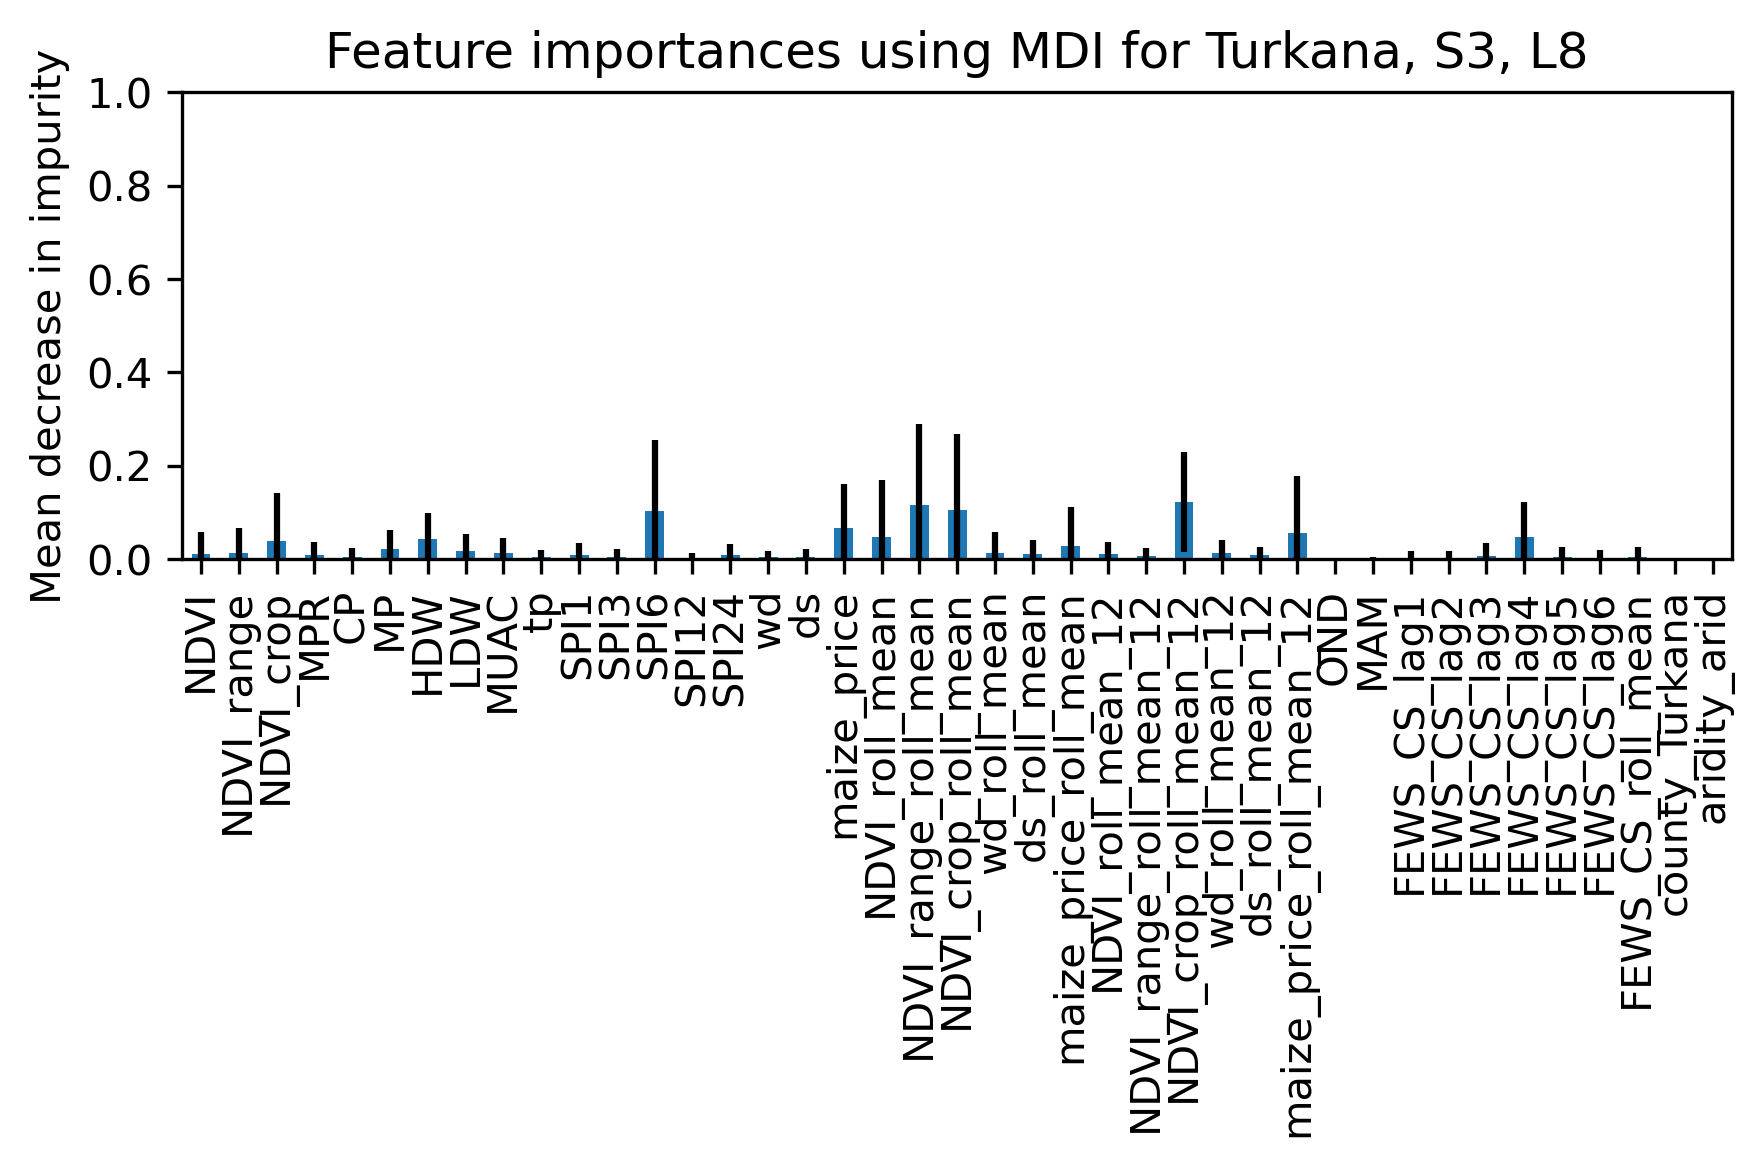 Feature importances using MDI for Turkana, S3, L8
Mean decrease in impurity
1.0
0.8
0.6
0.4
0.2
0.0
NDVI
NDVI_range
NDVI_crop
MPR
CP
MP
HDW
LDW
MUAC
tp
SPI1
SPI3
SPI6
SPI12
SPI24
wd
ds
maize_price
NDVI_roll_mean
NDVI_range_roll_mean
NDVI_crop_roll_mean
wd_roll_mean
ds_roll_mean
maize_price_roll_mean
NDVI_roll_mean_12
NDVI_range_roll_mean_12
NDVI_crop_roll_mean_12
wd_roll_mean_12
ds_roll_mean_12
maize_price_roll_mean_12
OND
MAM
FEWS_CS_lag1
FEWS_CS_lag2
FEWS_CS_lag3
FEWS_CS_lag4
FEWS_CS_lag5
FEWS_CS_lag6
FEWS_CS_roll_mean
county_Turkana
aridity_arid